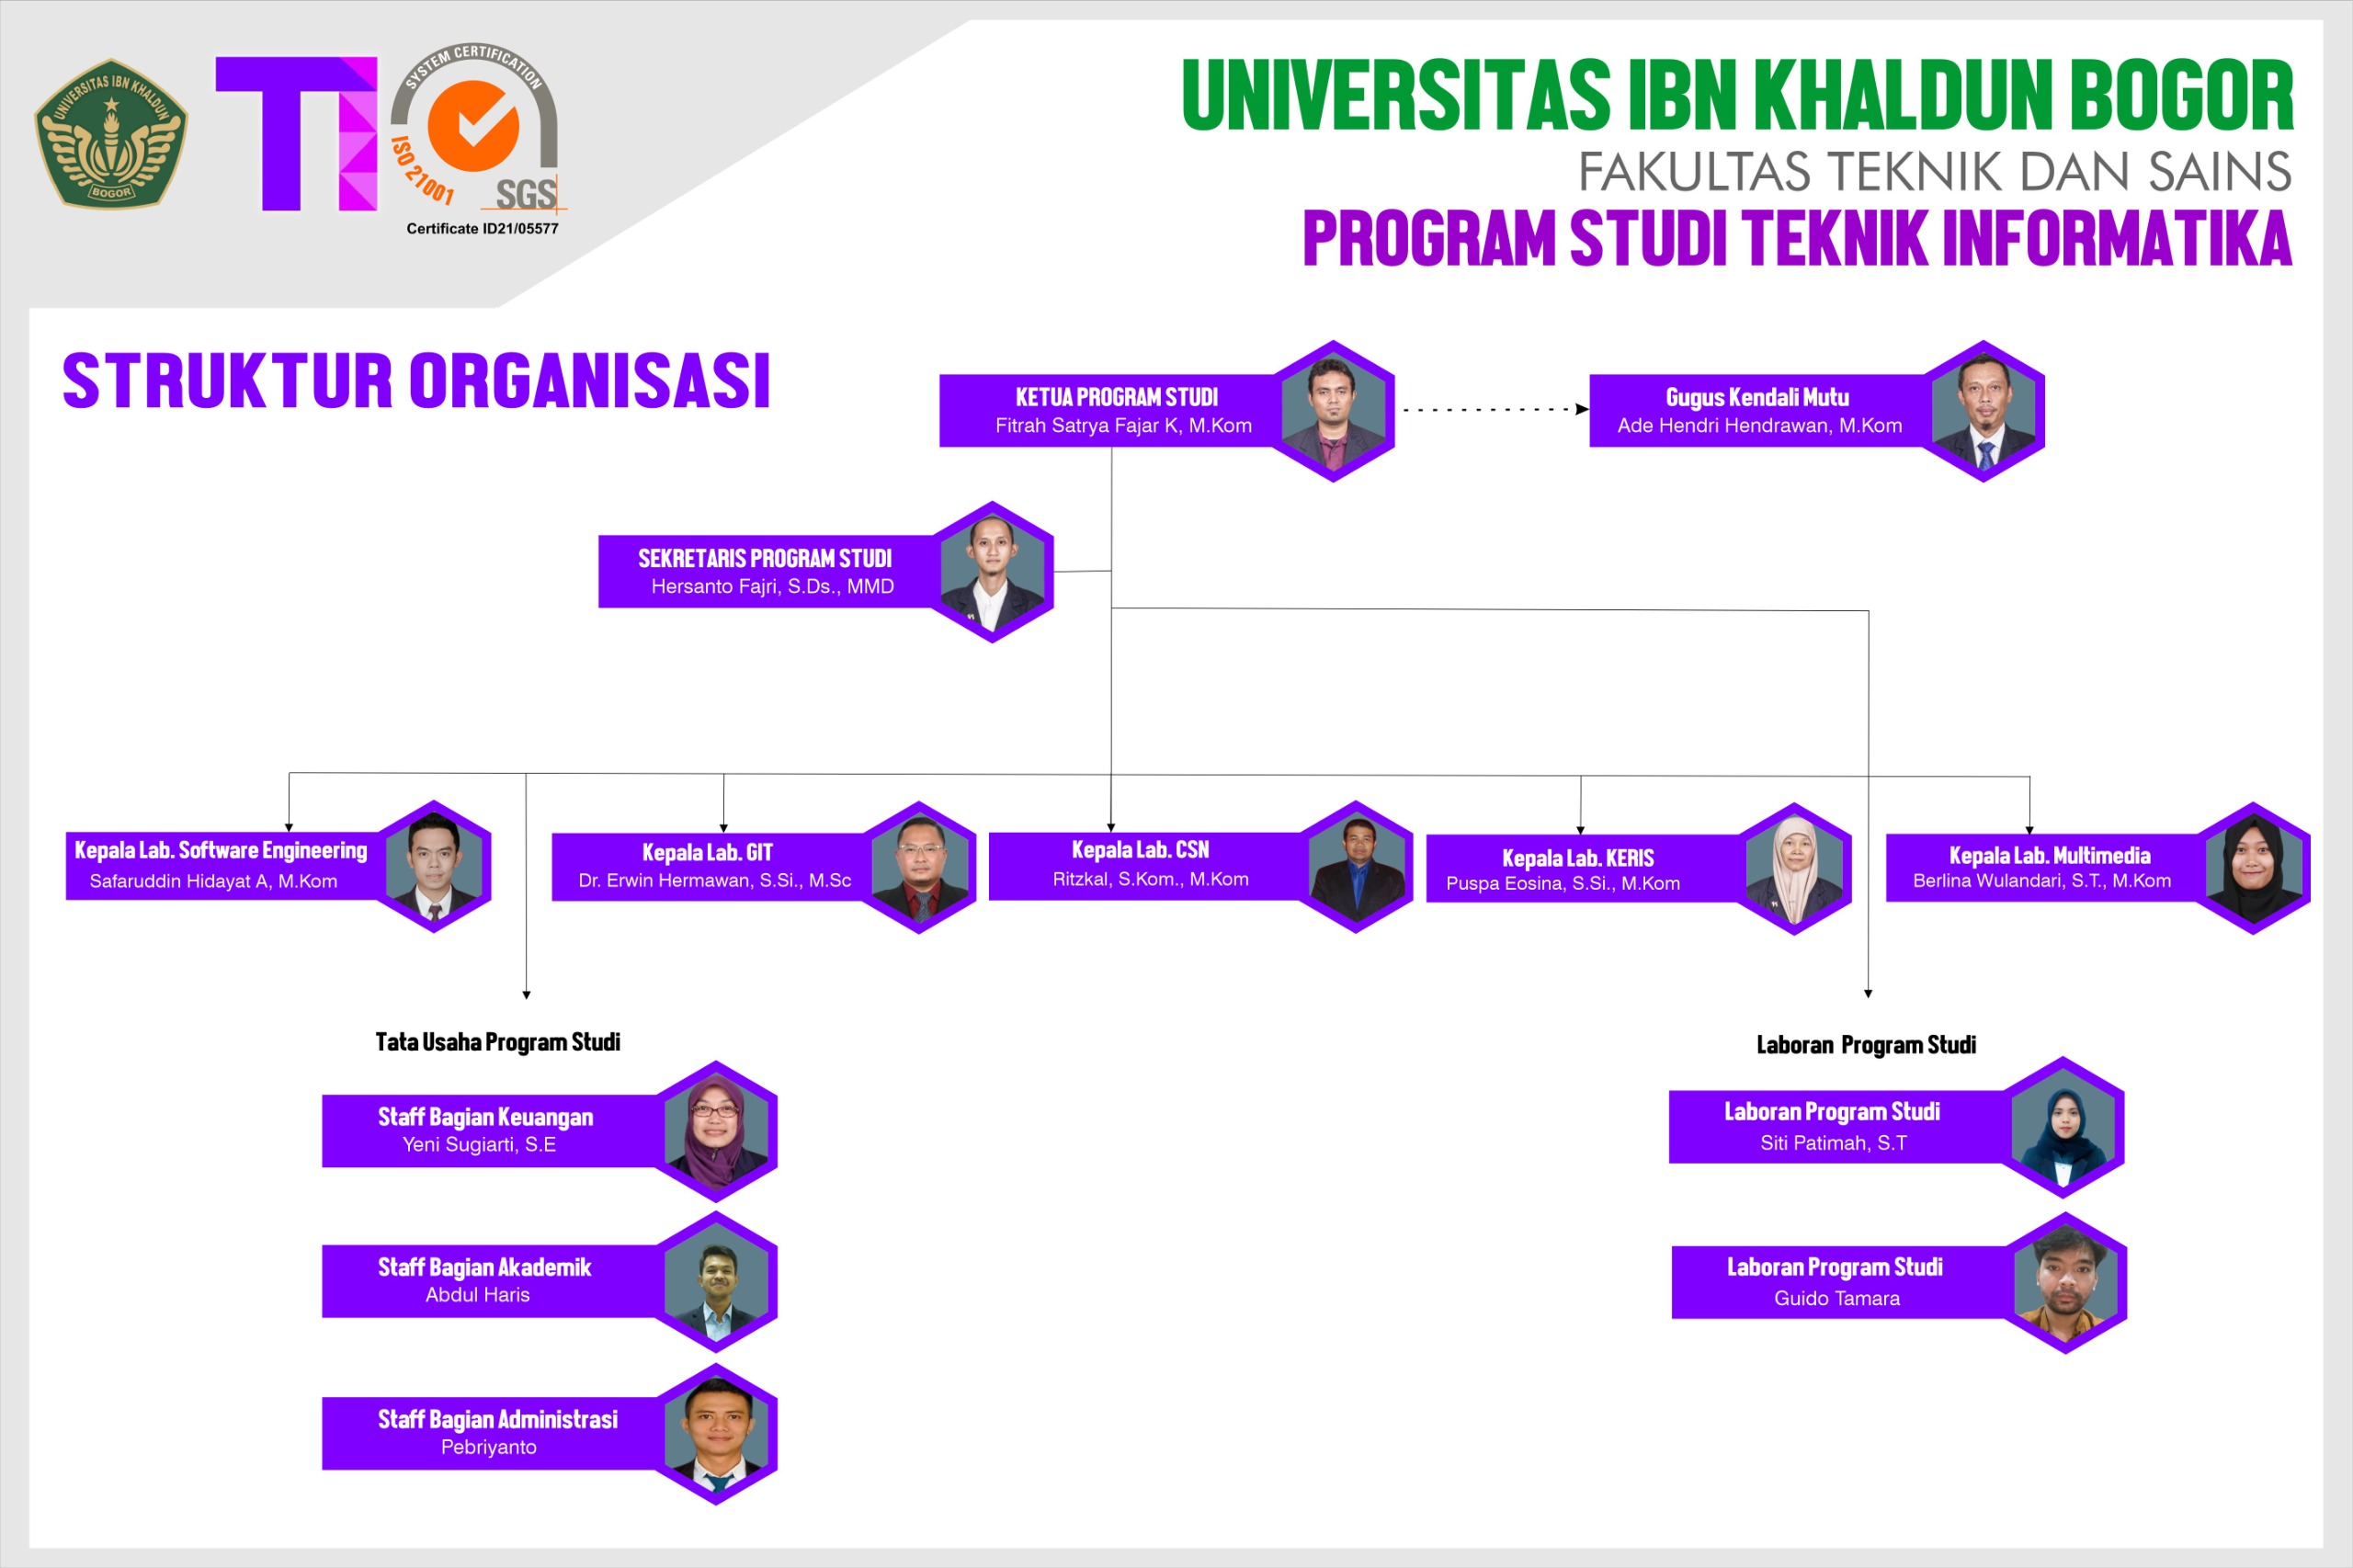 UNIVERSITAS IBN KHALDUN
BOGOR
TI
SYSTEM CERTIFICATION
ISO 21001
SGS
Certificate ID21/05577
UNIVERSITAS IBN KHALDUN BOGOR
FAKULTAS TEKNIK DAN SAINS
PROGRAM STUDI TEKNIK INFORMATIKA
STRUKTUR ORGANISASI
KETUA PROGRAM STUDI
Fitrah Satrya Fajar K, M.Kom
Gugus Kendali Mutu
Ade Hendri Hendrawan, M.Kom
SEKRETARIS PROGRAM STUDI
Hersanto Fajri, S.Ds., MMD
Kepala Lab. Software Engineering
Safaruddin Hidayat A, M.Kom
Kepala Lab. GIT
Dr. Erwin Hermawan, S.Si., M.Sc
Kepala Lab. CSN
Ritzkal, S.Kom., M.Kom
Kepala Lab. KERIS
Puspa Eosina, S.Si., M.Kom
Kepala Lab. Multimedia
Berlina Wulandari, S.T., M.Kom
Tata Usaha Program Studi
Staff Bagian Keuangan
Yeni Sugiarti, S.E
Staff Bagian Akademik
Abdul Haris
Staff Bagian Administrasi
Pebriyanto
Laboran Program Studi
Laboran Program Studi
Siti Patimah, S.T
Laboran Program Studi
Guido Tamara